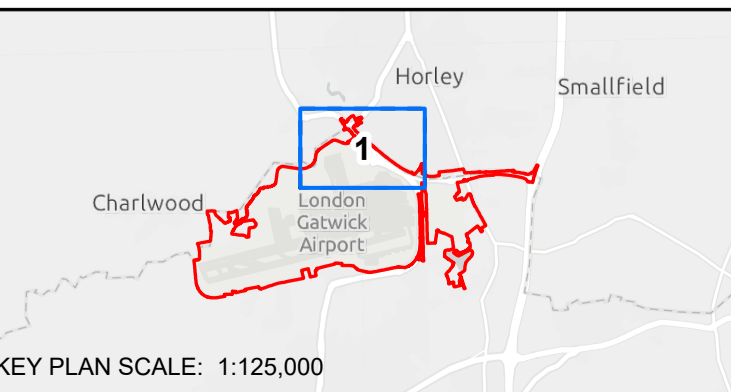 Horley
Smallfield
1
Charlwood
London
Gatwick
Airport
KEY PLAN SCALE: 1:125,000